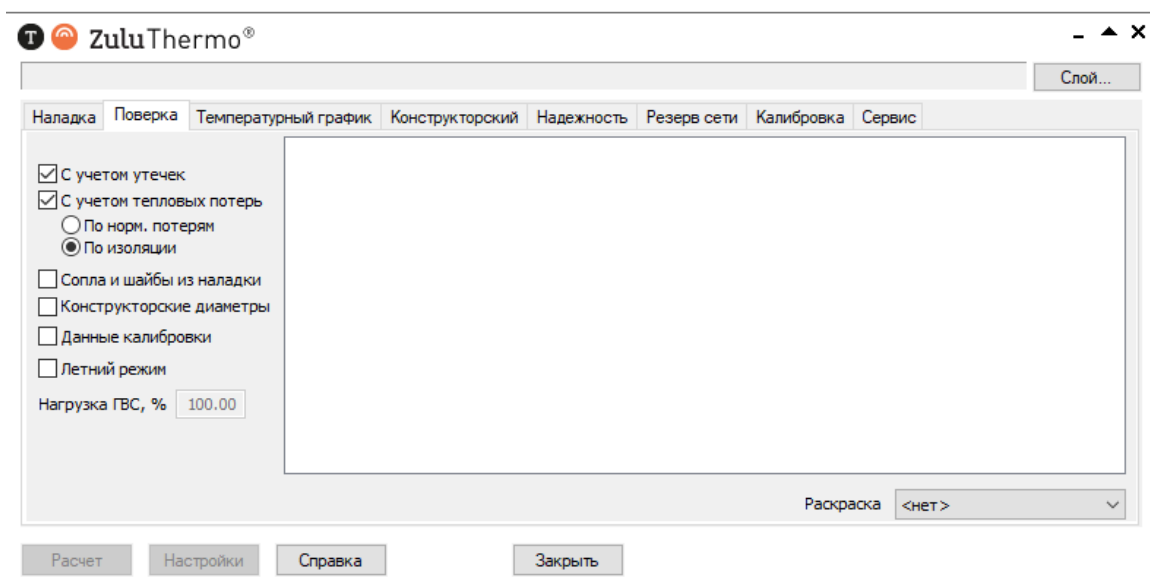 T ZuluThermo®
Слой...
Наладка Поверка Температурный график Конструкторский Надежность Резерв сети Калибровка Сервис
С учетом утечек
С учетом тепловых потерь
По норм. потерям
По изоляции
Сопла и шайбы из наладки
Конструкторские диаметры
Данные калибровки
Летний режим
Нагрузка ГВС, % 100.00
Раскраска <нет>
Расчет Настройки Справка Закрыть